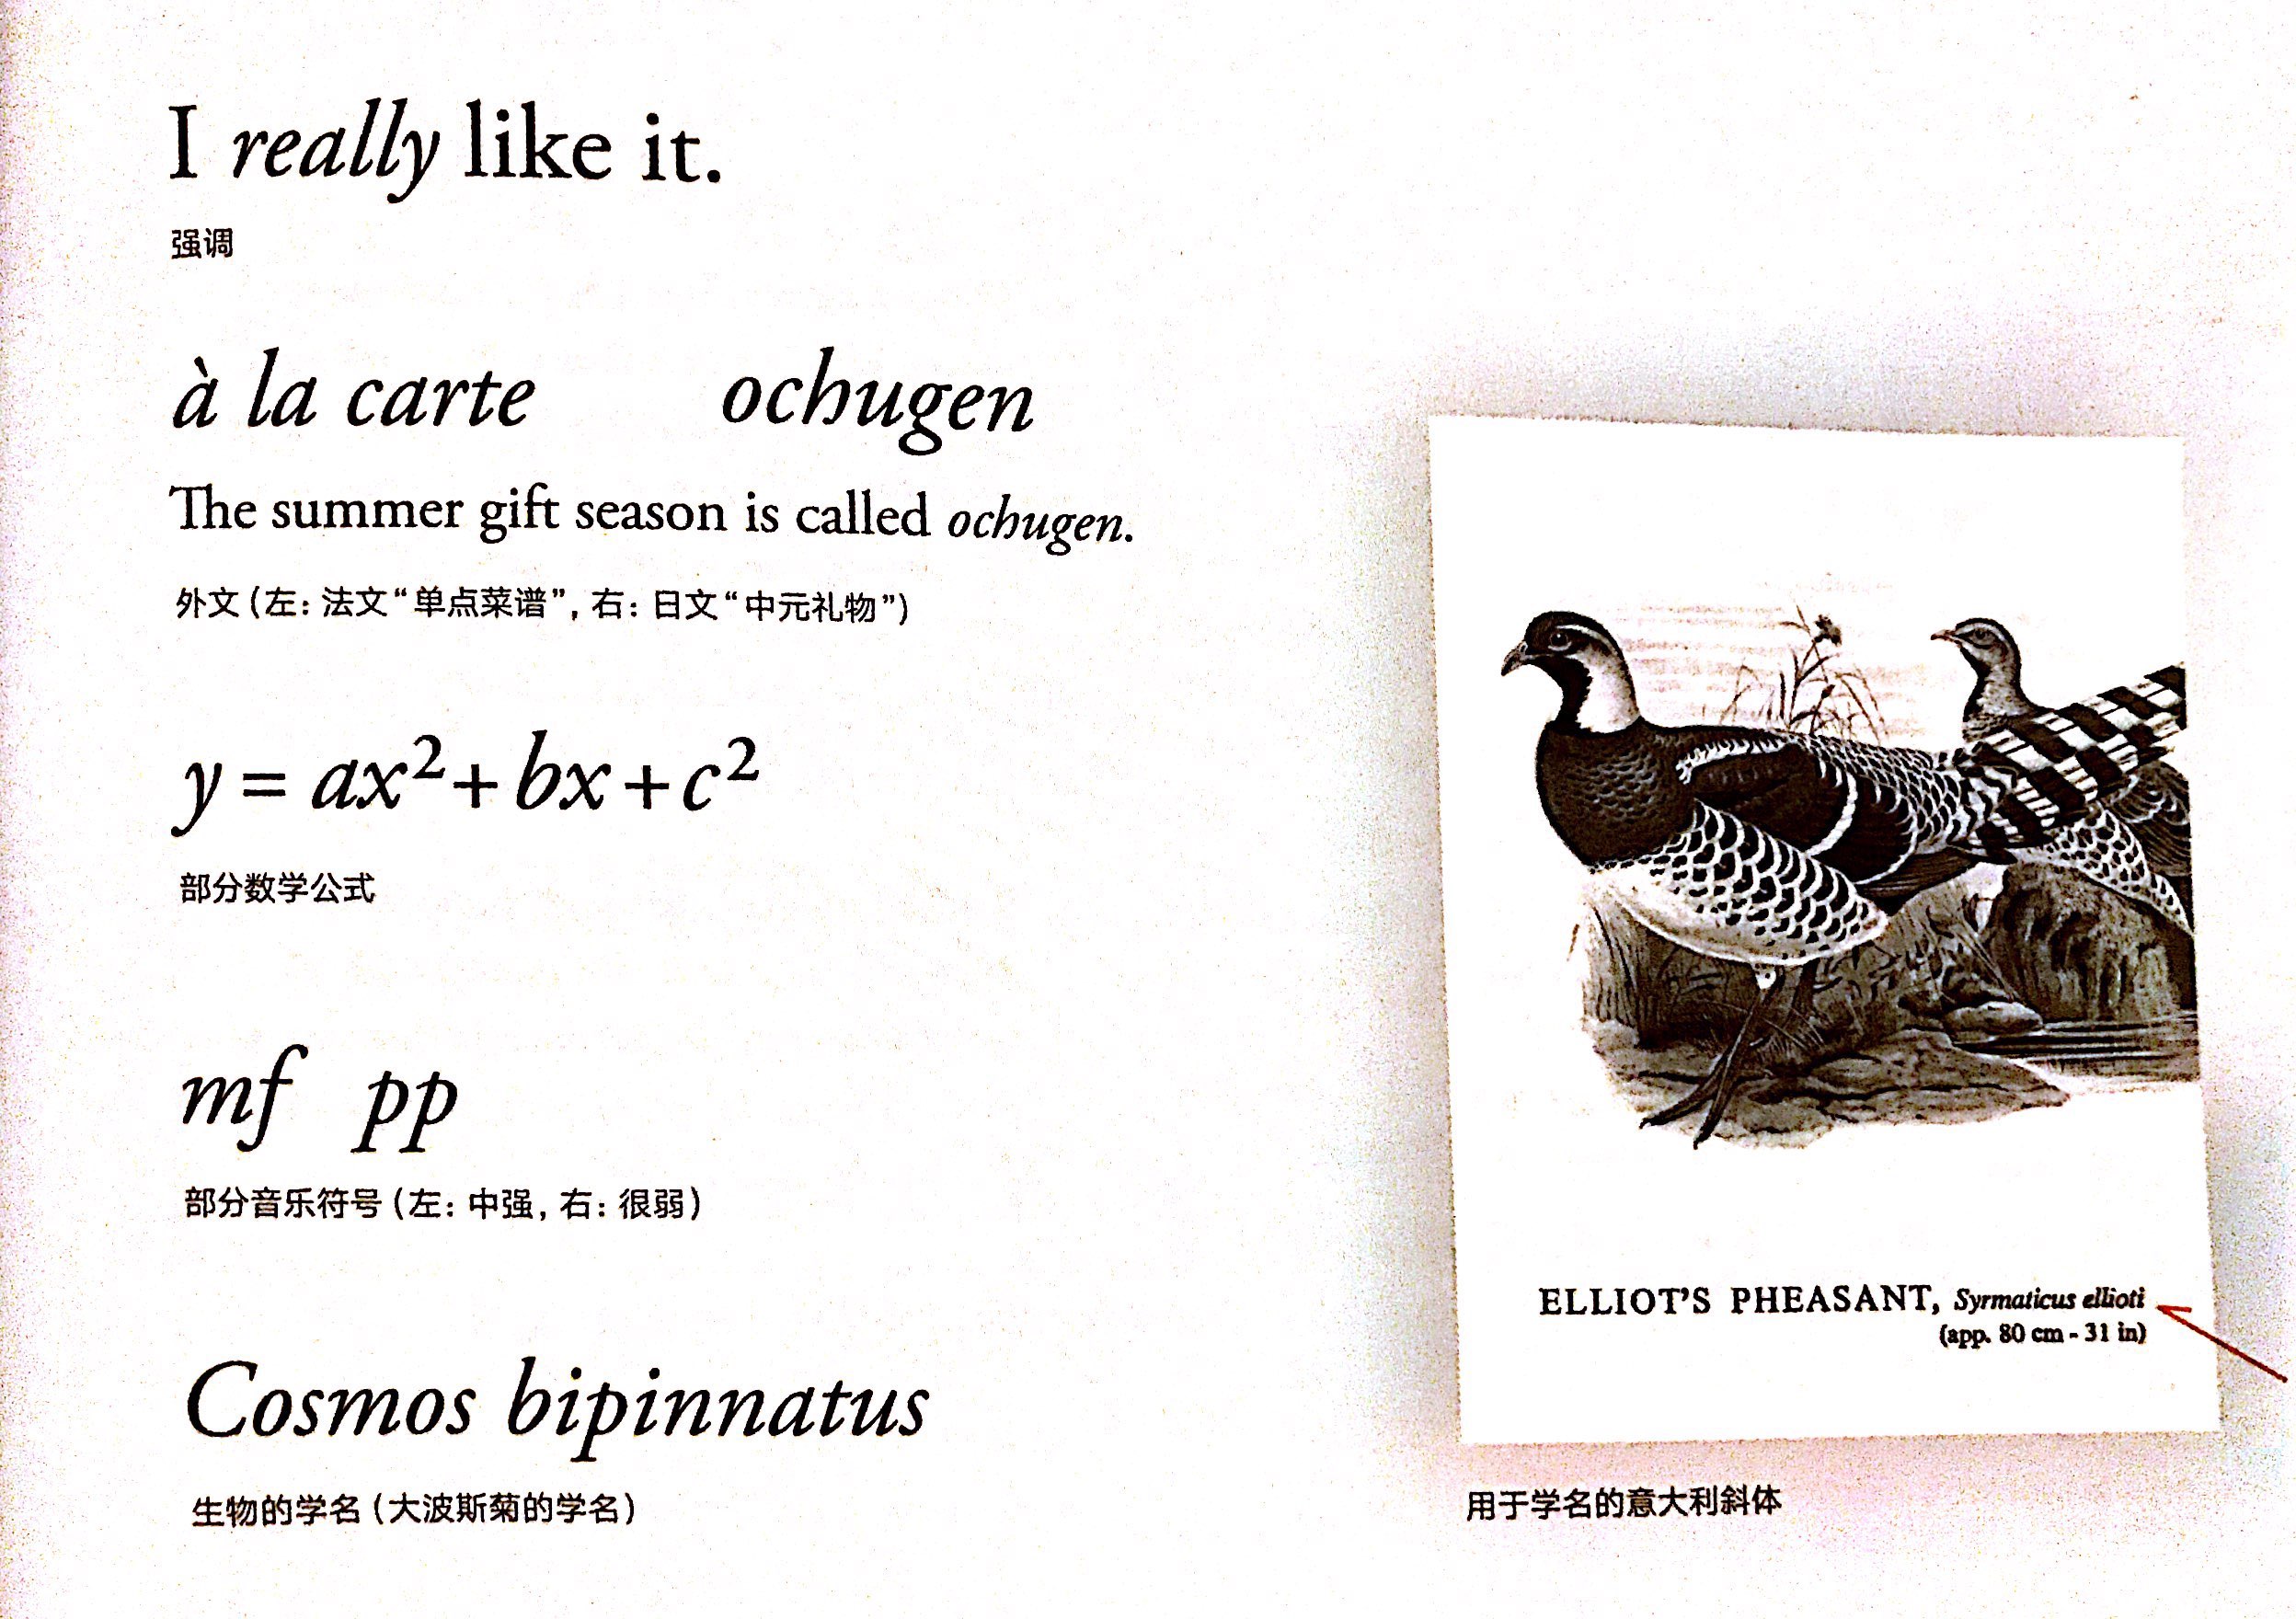 I really like it.
强调
à la carte ochugen
The summer gift season is called ochugen.
外文(左: 法文“单点菜谱”, 右: 日文“中元礼物”)
y = ax²+bx+c²
部分数学公式
mf pp
部分音乐符号(左: 中强, 右: 很弱)
Cosmos bipinnatus
生物的学名(大波斯菊的学名)
ELLIOT'S PHEASANT, Syrmaticus ellioti
(app. 80 cm - 31 in)
用于学名的意大利斜体